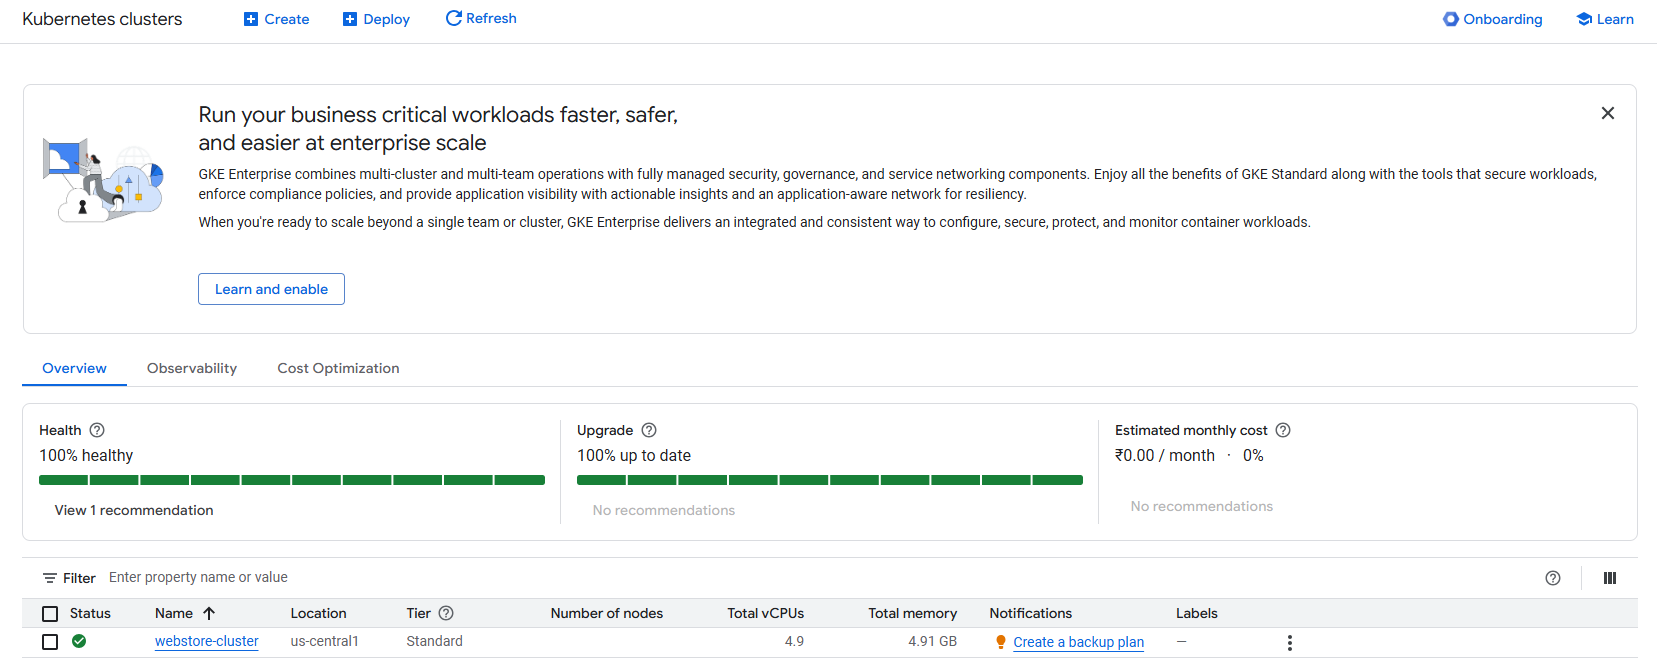 Kubernetes clusters
Create
Deploy
Refresh
Onboarding
Learn
Run your business critical workloads faster, safer,
and easier at enterprise scale
GKE Enterprise combines multi-cluster and multi-team operations with fully managed security, governance, and service networking components. Enjoy all the benefits of GKE Standard along with the tools that secure workloads,
enforce compliance policies, and provide application visibility with actionable insights and an application-aware network for resiliency.
When you're ready to scale beyond a single team or cluster, GKE Enterprise delivers an integrated and consistent way to configure, secure, protect, and monitor container workloads.
Learn and enable
Overview
Observability
Cost Optimization
Health
100% healthy
View 1 recommendation
Upgrade
100% up to date
No recommendations
Estimated monthly cost
₹0.00 / month · 0%
No recommendations
Filter Enter property name or value
Status Name Location Tier Number of nodes Total vCPUs Total memory Notifications Labels
webstore-cluster us-central1 Standard 4.9 4.91 GB Create a backup plan —